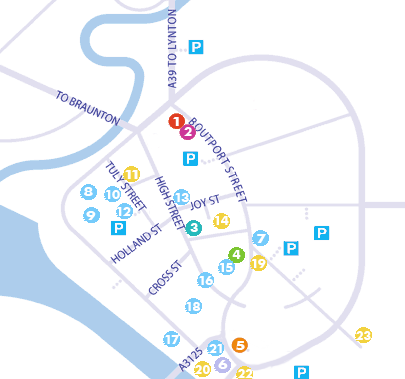 A39 TO LYNTON
P
TO BRAUNTON
1
2
BOUTPORT STREET
P
11
TULY STREET
8
10
HIGH STREET
13
JOY ST
9
12
14
P
3
HOLLAND ST
7
P
P
4
15
19
CROSS ST
16
18
17
21
5
23
A3125
20
6
22
P